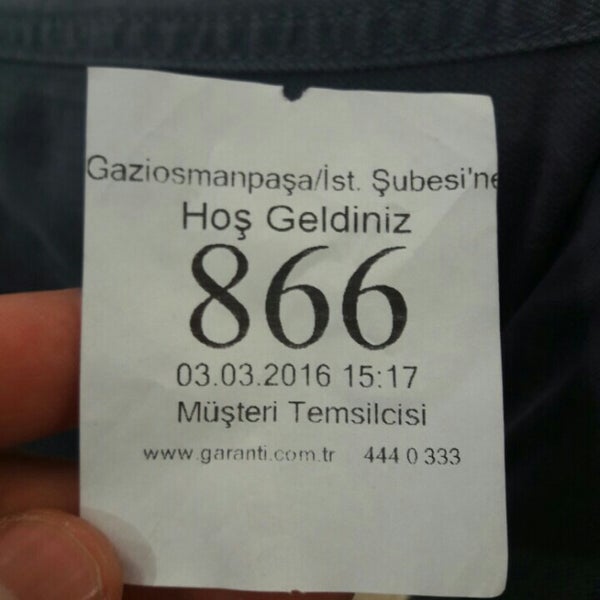 Gaziosmanpaşa/İst. Şubesi'ne
Hoş Geldiniz
866
03.03.2016 15:17
Müşteri Temsilcisi
www.garanti.com.tr 444 0 333